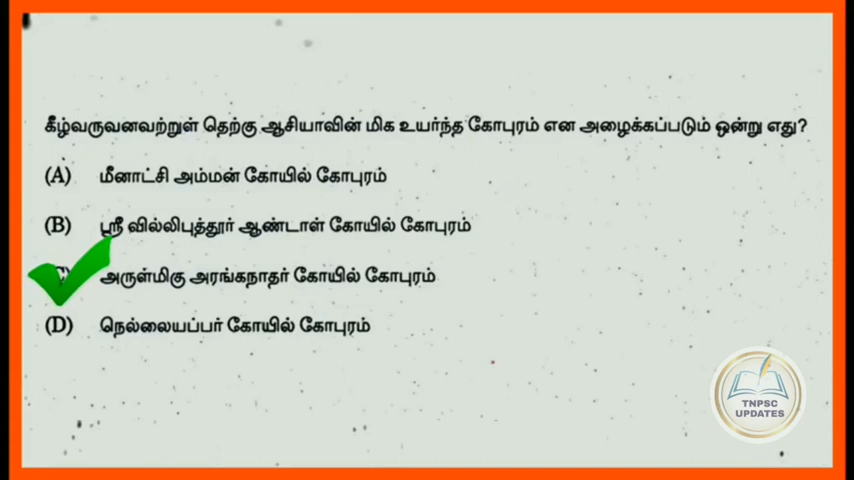 கீழ்வருவனவற்றுள் தெற்கு ஆசியாவின் மிக உயர்ந்த கோபுரம் என அழைக்கப்படும் ஒன்று எது?
(A) மீனாட்சி அம்மன் கோயில் கோபுரம்
(B) ஸ்ரீ வில்லிபுத்தூர் ஆண்டாள் கோயில் கோபுரம்
(C) அருள்மிகு அரங்கநாதர் கோயில் கோபுரம்
(D) நெல்லையப்பர் கோயில் கோபுரம்
TNPSC
UPDATES